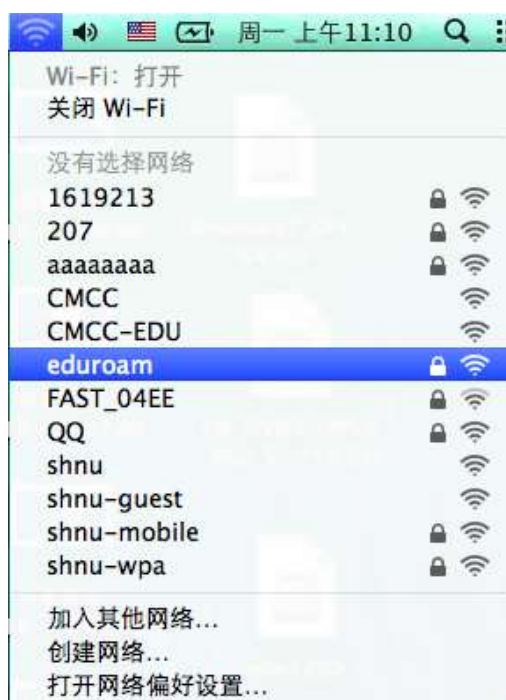 周一 上午11:10
Wi-Fi：打开
关闭 Wi-Fi
没有选择网络
1619213
207
aaaaaaaa
CMCC
CMCC-EDU
eduroam
FAST_04EE
QQ
shnu
shnu-guest
shnu-mobile
shnu-wpa
加入其他网络...
创建网络...
打开网络偏好设置...